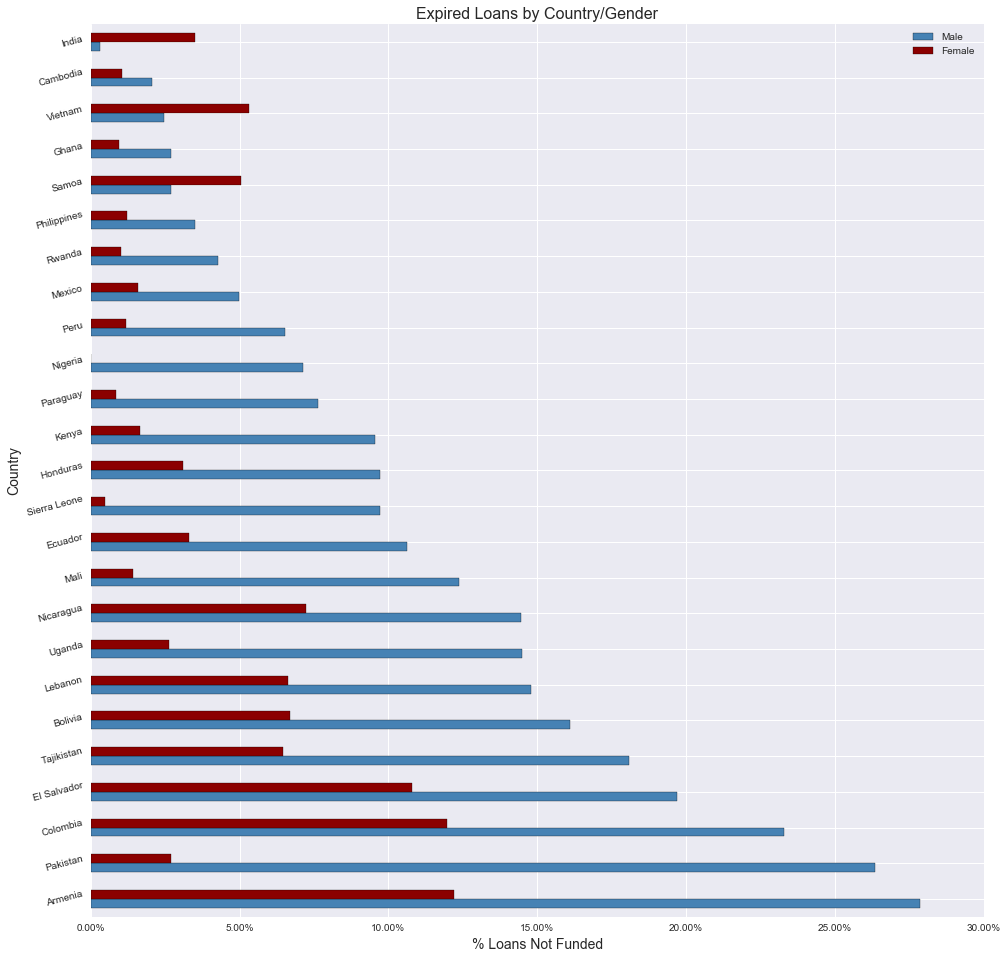 Expired Loans by Country/Gender
Male
Female
India
Cambodia
Vietnam
Ghana
Samoa
Philippines
Rwanda
Mexico
Peru
Nigeria
Paraguay
Kenya
Honduras
Sierra Leone
Ecuador
Mali
Nicaragua
Uganda
Lebanon
Bolivia
Tajikistan
El Salvador
Colombia
Pakistan
Armenia
Country
0.00% 5.00% 10.00% 15.00% 20.00% 25.00% 30.00%
% Loans Not Funded